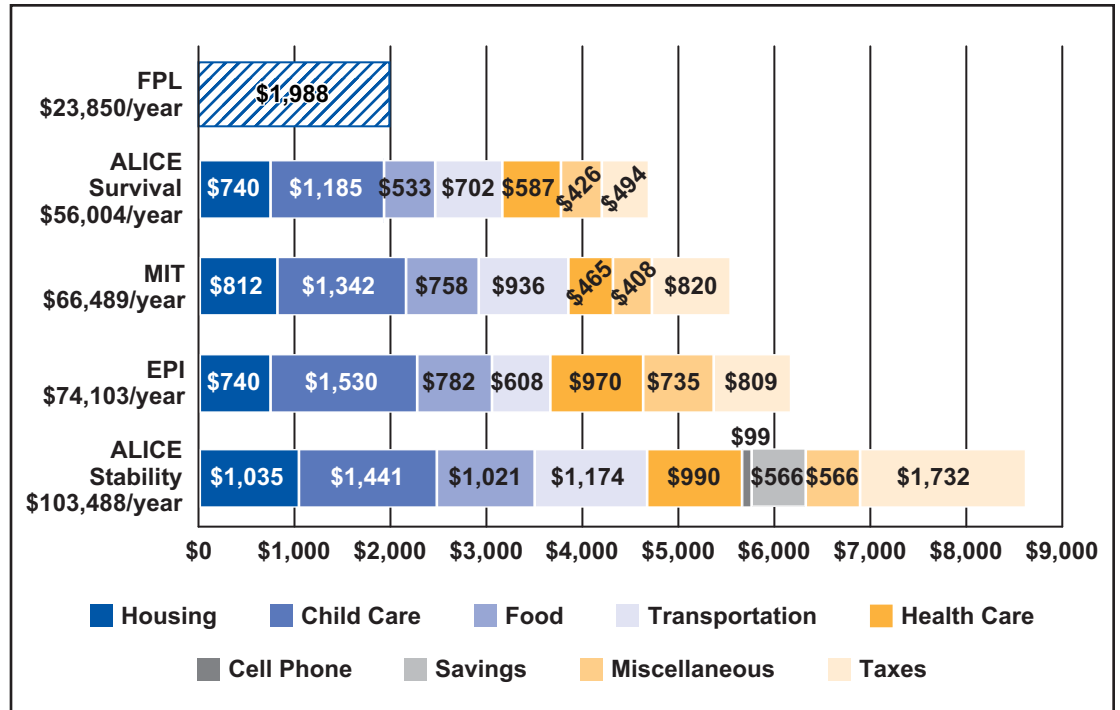 FPL
$23,850/year
$1,988
ALICE
Survival
$56,004/year
$740 $1,185 $533 $702 $587 $426 $494
MIT
$66,489/year
$812 $1,342 $758 $936 $465 $408 $820
EPI
$74,103/year
$740 $1,530 $782 $608 $970 $735 $809
ALICE
Stability
$103,488/year
$99
$1,035 $1,441 $1,021 $1,174 $990 $566 $566 $1,732
$0 $1,000 $2,000 $3,000 $4,000 $5,000 $6,000 $7,000 $8,000 $9,000
Housing Child Care Food Transportation Health Care
Cell Phone Savings Miscellaneous Taxes